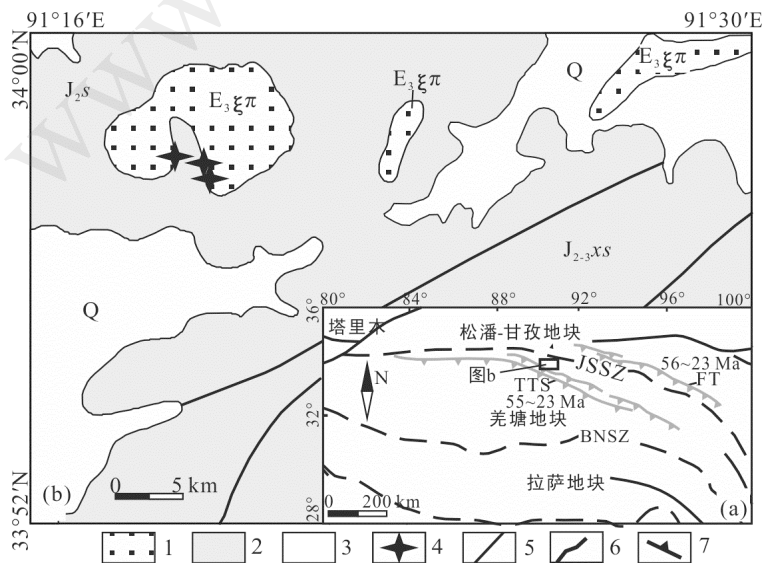 91°16′E
91°30′E
34°00′N
J₂s
E₃ξπ
E₃ξπ
E₃ξπ
Q
J₂₋₃xs
Q
33°52′N
(b)
0 5 km
80° 84° 88° 92° 96° 100°
36°
32°
28°
塔里木
松潘-甘孜地块
N
图b
JSSZ
56~23 Ma
FT
TTS
55~23 Ma
羌塘地块
BNSZ
拉萨地块
0 200 km
(a)
1 2 3 4 5 6 7
WWW